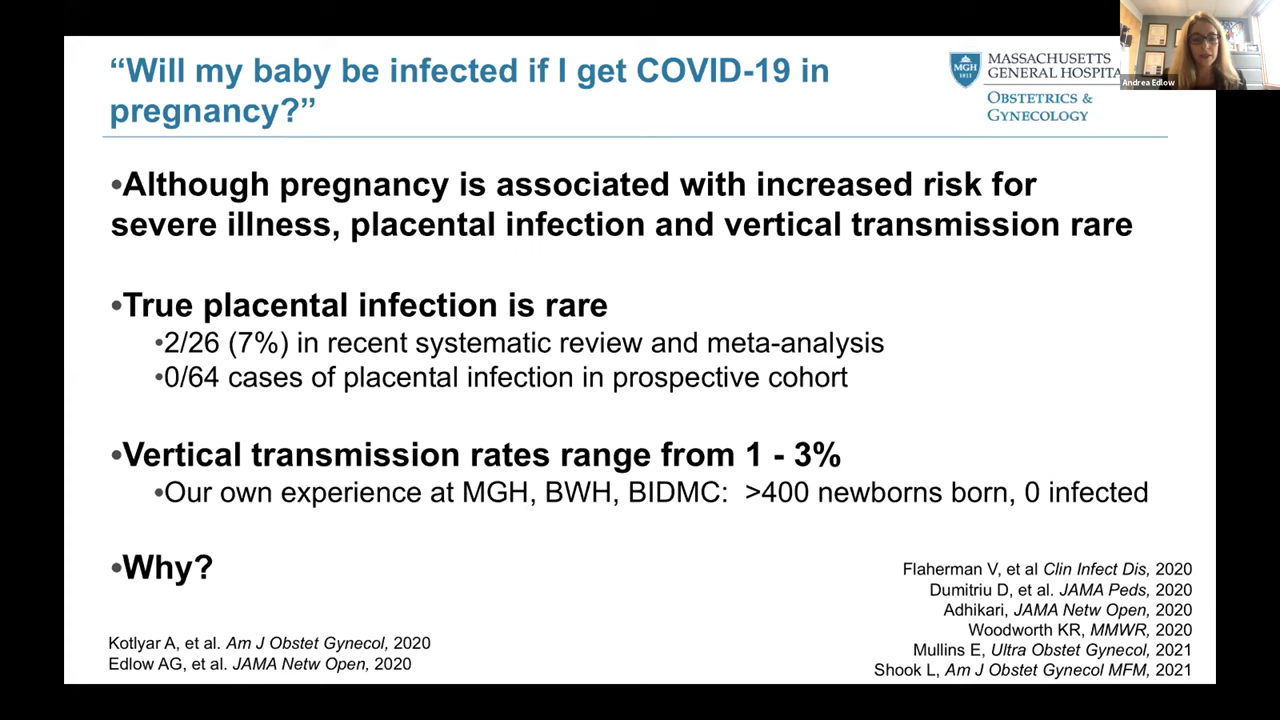 “Will my baby be infected if I get COVID-19 in
pregnancy?”
MGH
1811
MASSACHUSETTS
GENERAL HOSPITA
OBSTETRICS &
GYNECOLOGY
Andrea Edlow
•Although pregnancy is associated with increased risk for
severe illness, placental infection and vertical transmission rare
•True placental infection is rare
•2/26 (7%) in recent systematic review and meta-analysis
•0/64 cases of placental infection in prospective cohort
•Vertical transmission rates range from 1 - 3%
•Our own experience at MGH, BWH, BIDMC: >400 newborns born, 0 infected
•Why?
Kotlyar A, et al. Am J Obstet Gynecol, 2020
Edlow AG, et al. JAMA Netw Open, 2020
Flaherman V, et al Clin Infect Dis, 2020
Dumitriu D, et al. JAMA Peds, 2020
Adhikari, JAMA Netw Open, 2020
Woodworth KR, MMWR, 2020
Mullins E, Ultra Obstet Gynecol, 2021
Shook L, Am J Obstet Gynecol MFM, 2021